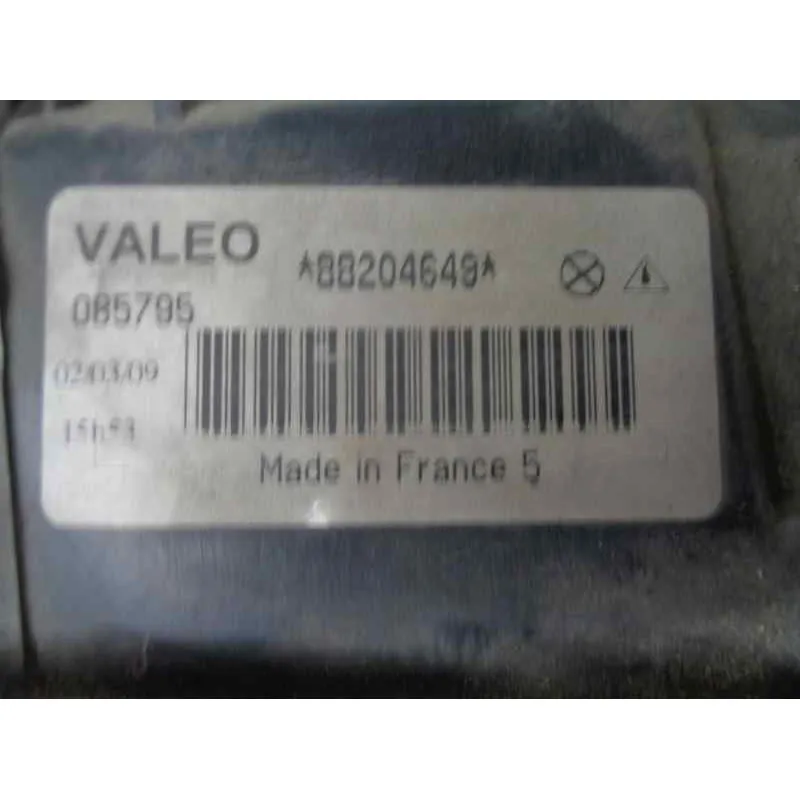 VALEO
*88204649*
085795
02/03/09
15h53
Made in France 5